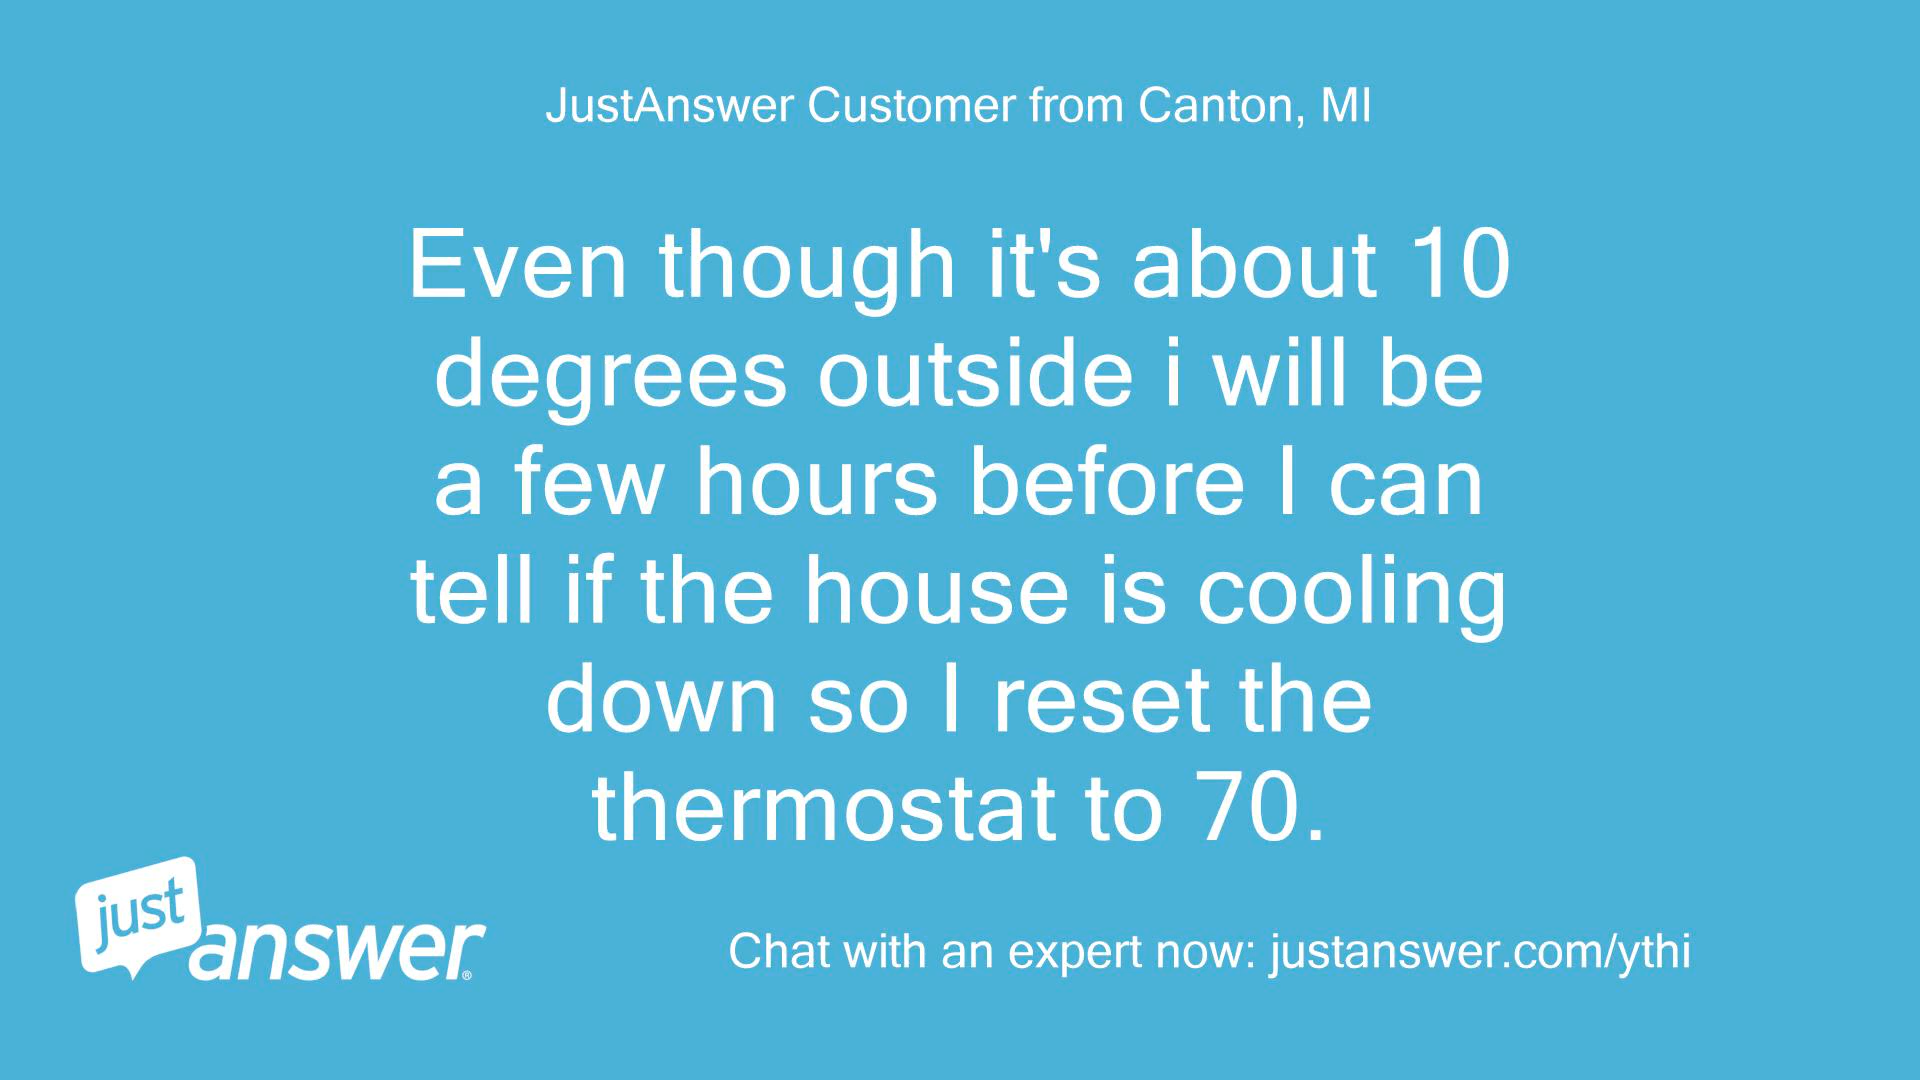 JustAnswer Customer from Canton, MI
Even though it's about 10
degrees outside i will be
a few hours before I can
tell if the house is cooling
down so I reset the
thermostat to 70.
just
answer®
Chat with an expert now: justanswer.com/ythi